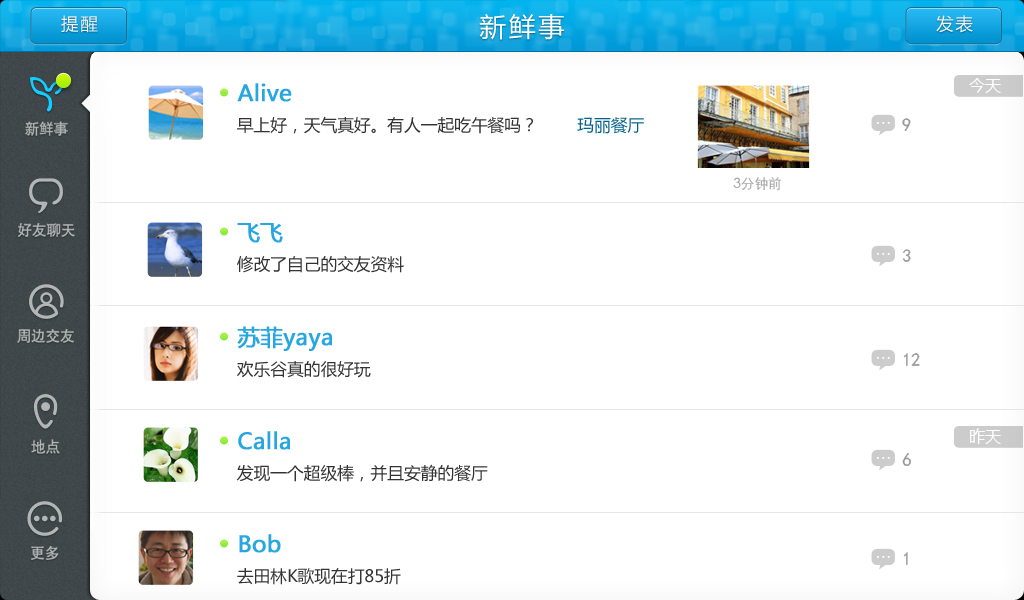 提醒
新鲜事
发表
新鲜事
好友聊天
周边交友
地点
更多
今天
Alive
早上好，天气真好。有人一起吃午餐吗？ 玛丽餐厅
9
3分钟前
飞飞
修改了自己的交友资料
3
苏菲yaya
欢乐谷真的很好玩
12
昨天
Calla
发现一个超级棒，并且安静的餐厅
6
Bob
去田林K歌现在打85折
1